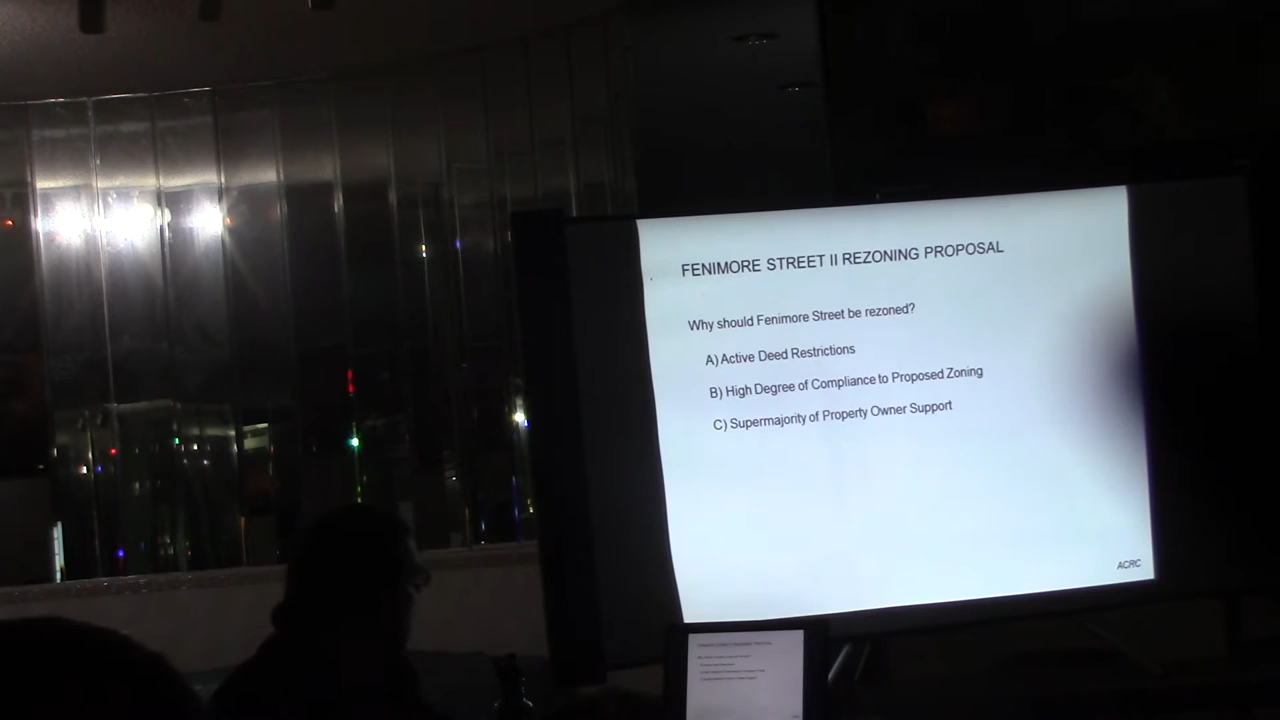 FENIMORE STREET II REZONING PROPOSAL
Why should Fenimore Street be rezoned?
A) Active Deed Restrictions
B) High Degree of Compliance to Proposed Zoning
C) Supermajority of Property Owner Support
ACRC